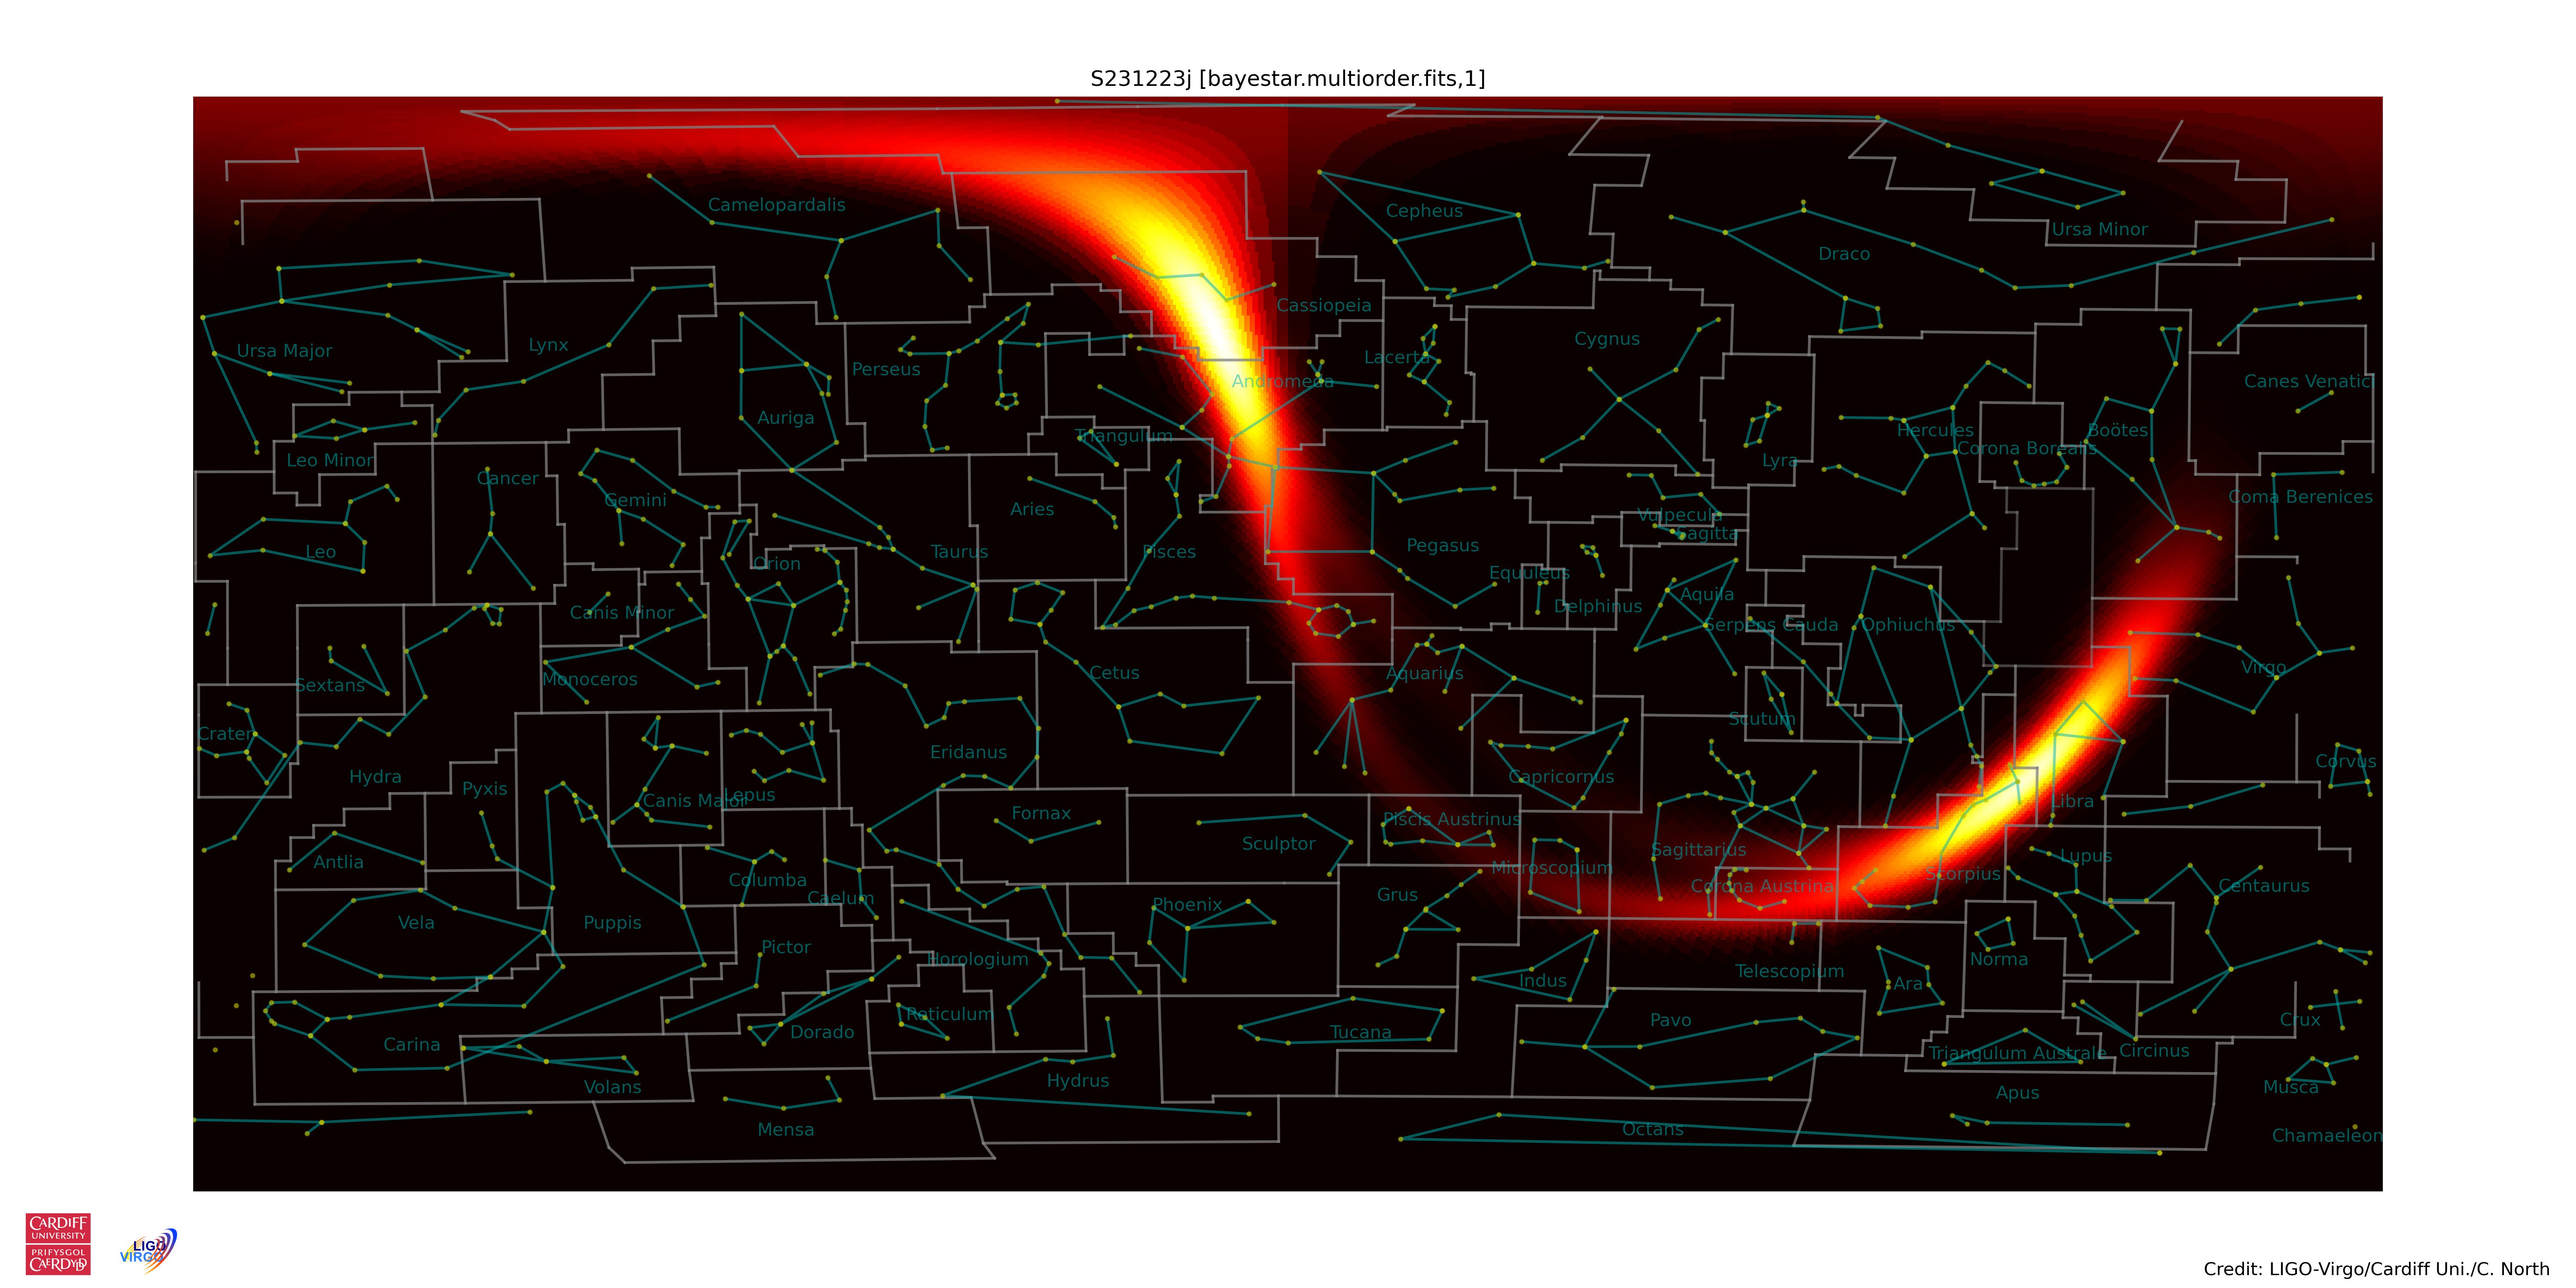 S231223j [bayestar.multiorder.fits,1]
Camelopardalis
Cepheus
Ursa Minor
Draco
Cassiopeia
Ursa Major
Lynx
Perseus
Lacerta
Cygnus
Andromeda
Canes Venatici
Auriga
Triangulum
Hercules
Boötes
Corona Borealis
Leo Minor
Lyra
Cancer
Gemini
Coma Berenices
Aries
Vulpecula
Sagitta
Leo
Orion
Taurus
Pisces
Pegasus
Equuleus
Canis Minor
Delphinus
Aquila
Serpens Cauda
Ophiuchus
Sextans
Monoceros
Cetus
Aquarius
Virgo
Crater
Scutum
Hydra
Pyxis
Eridanus
Capricornus
Corvus
Canis Major
Lepus
Libra
Fornax
Piscis Austrinus
Antlia
Sculptor
Sagittarius
Lupus
Columba
Caelum
Microscopium
Corona Austrina
Scorpius
Centaurus
Grus
Phoenix
Vela
Puppis
Pictor
Horologium
Norma
Indus
Telescopium
Ara
Reticulum
Carina
Dorado
Tucana
Pavo
Crux
Triangulum Australe
Circinus
Volans
Hydrus
Apus
Musca
Mensa
Octans
Chamaeleon
CARDIFF
UNIVERSITY
PRIFYSGOL
CAERDYDD
LIGO
VIRGO
Credit: LIGO-Virgo/Cardiff Uni./C. North